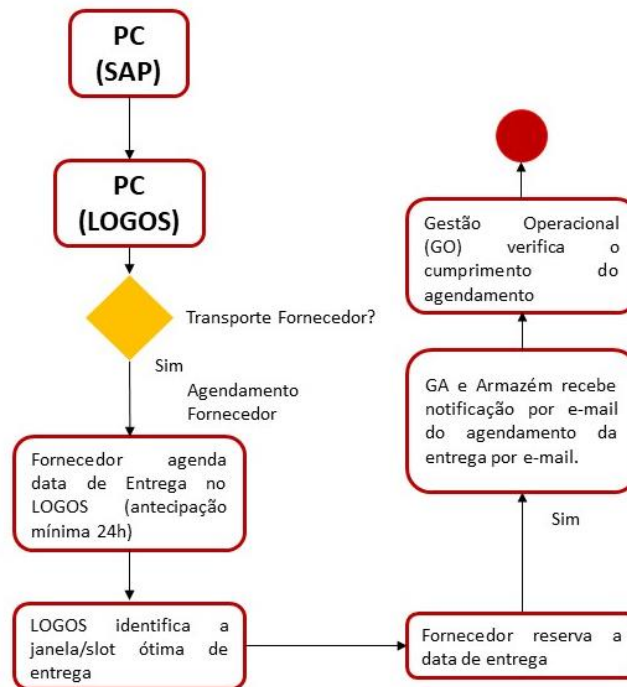 PC
(SAP)
PC
(LOGOS)
Transporte Fornecedor?
Sim
Agendamento
Fornecedor
Fornecedor agenda
data de Entrega no
LOGOS (antecipação
mínima 24h)
LOGOS identifica a
janela/slot ótima de
entrega
Fornecedor reserva a
data de entrega
Sim
GA e Armazém recebe
notificação por e-mail
do agendamento da
entrega por e-mail.
Gestão Operacional
(GO) verifica o
cumprimento do
agendamento